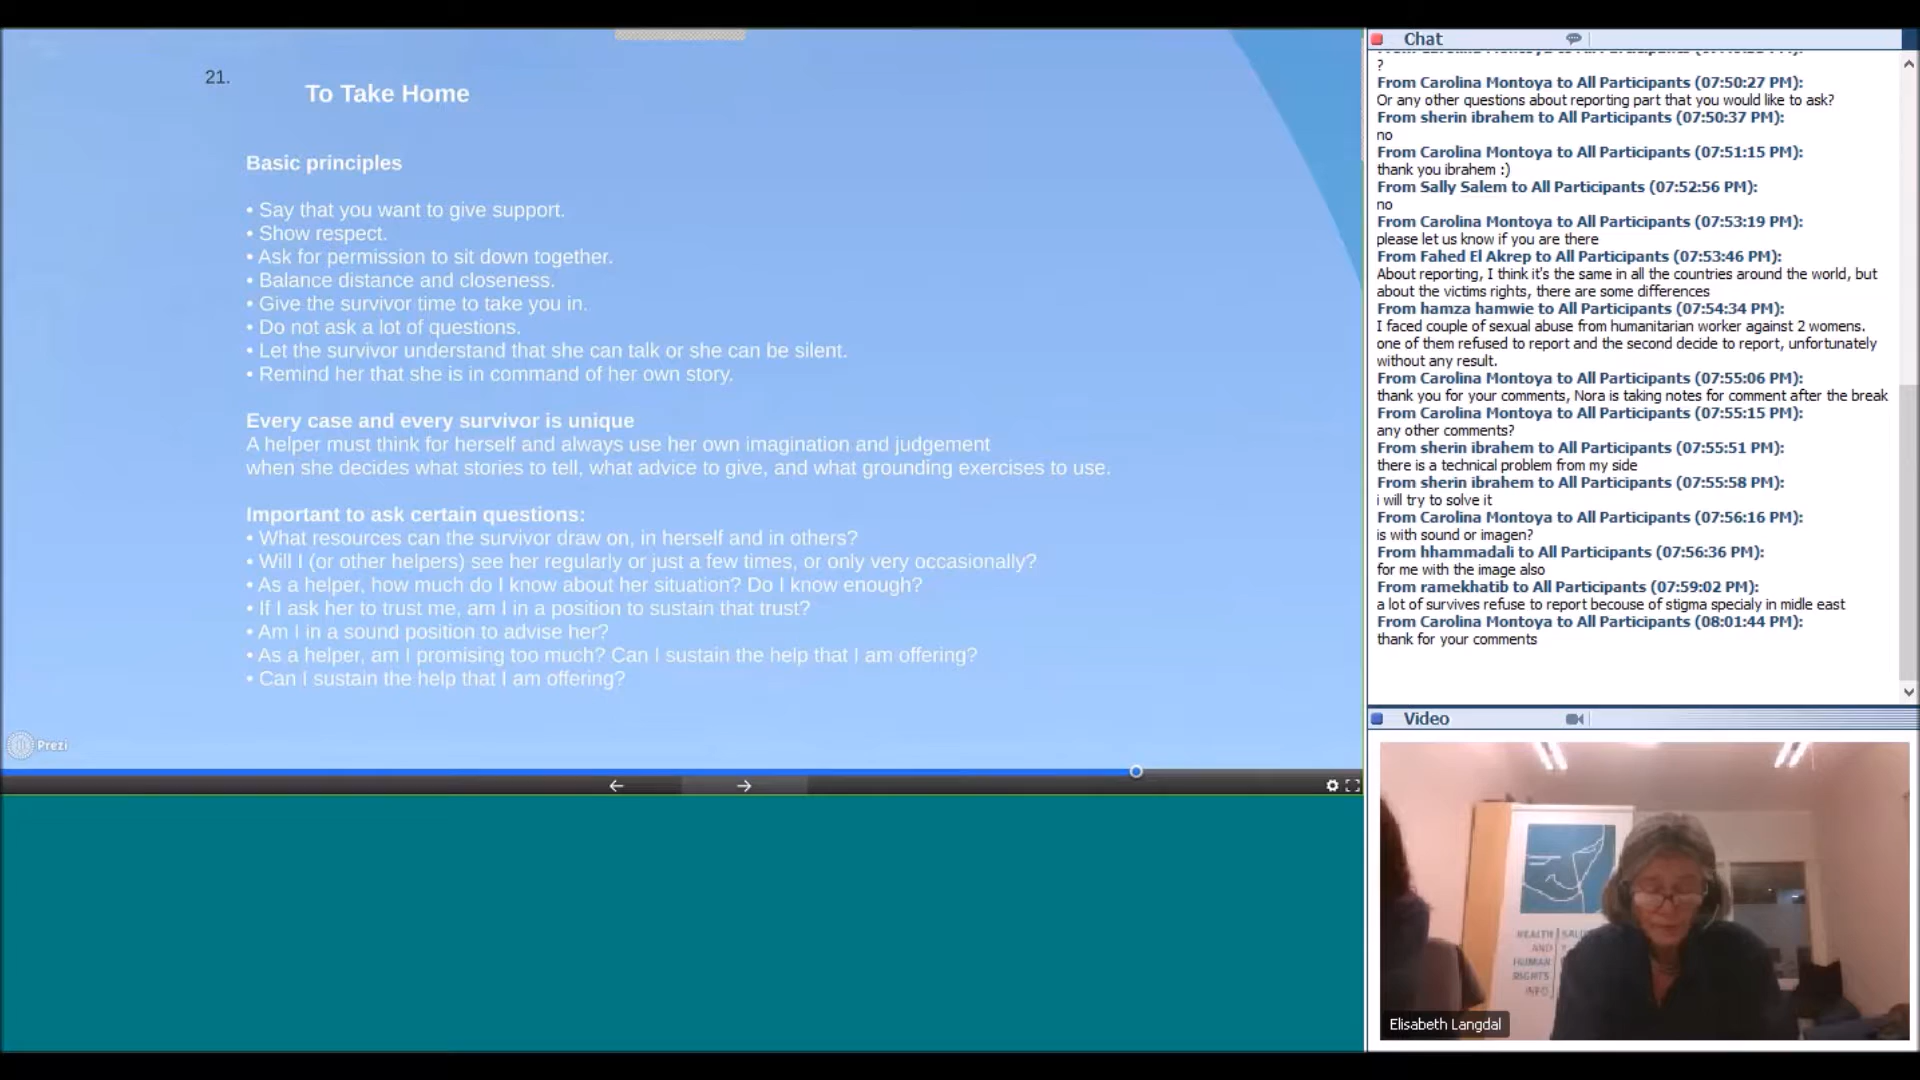 21.
To Take Home
Basic principles
• Say that you want to give support.
• Show respect.
• Ask for permission to sit down together.
• Balance distance and closeness.
• Give the survivor time to take you in.
• Do not ask a lot of questions.
• Let the survivor understand that she can talk or she can be silent.
• Remind her that she is in command of her own story.
Every case and every survivor is unique
A helper must think for herself and always use her own imagination and judgement
when she decides what stories to tell, what advice to give, and what grounding exercises to use.
Important to ask certain questions:
• What resources can the survivor draw on, in herself and in others?
• Will I (or other helpers) see her regularly or just a few times, or only very occasionally?
• As a helper, how much do I know about her situation? Do I know enough?
• If I ask her to trust me, am I in a position to sustain that trust?
• Am I in a sound position to advise her?
• As a helper, am I promising too much? Can I sustain the help that I am offering?
• Can I sustain the help that I am offering?
Prezi
Chat
?
From Carolina Montoya to All Participants (07:50:27 PM):
Or any other questions about reporting part that you would like to ask?
From sherin ibrahem to All Participants (07:50:37 PM):
no
From Carolina Montoya to All Participants (07:51:15 PM):
thank you ibrahem :)
From Sally Salem to All Participants (07:52:56 PM):
no
From Carolina Montoya to All Participants (07:53:19 PM):
please let us know if you are there
From Fahed El Akrep to All Participants (07:53:46 PM):
About reporting, I think it's the same in all the countries around the world, but
about the victims rights, there are some differences
From hamza hamwie to All Participants (07:54:34 PM):
I faced couple of sexual abuse from humanitarian worker against 2 womens.
one of them refused to report and the second decide to report, unfortunately
without any result.
From Carolina Montoya to All Participants (07:55:06 PM):
thank you for your comments, Nora is taking notes for comment after the break
From Carolina Montoya to All Participants (07:55:15 PM):
any other comments?
From sherin ibrahem to All Participants (07:55:51 PM):
there is a technical problem from my side
From sherin ibrahem to All Participants (07:55:58 PM):
i will try to solve it
From Carolina Montoya to All Participants (07:56:16 PM):
is with sound or imagen?
From hhammadali to All Participants (07:56:36 PM):
for me with the image also
From ramekhatib to All Participants (07:59:02 PM):
a lot of survives refuse to report becouse of stigma specialy in midle east
From Carolina Montoya to All Participants (08:01:44 PM):
thank for your comments
Video
HEALTH
AND
HUMAN
RIGHTS
INFO
Elisabeth Langdal